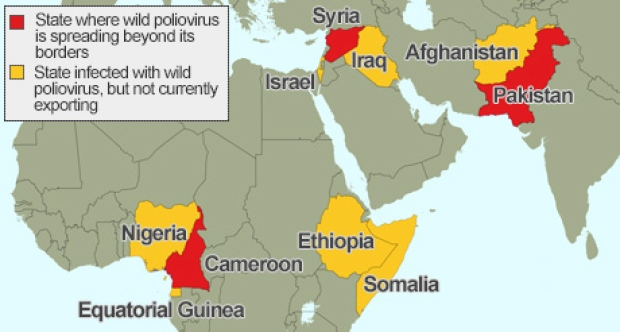 State where wild poliovirus
is spreading beyond its
borders
State infected with wild
poliovirus, but not currently
exporting
Syria
Iraq
Afghanistan
Israel
Pakistan
Nigeria
Cameroon
Ethiopia
Somalia
Equatorial Guinea